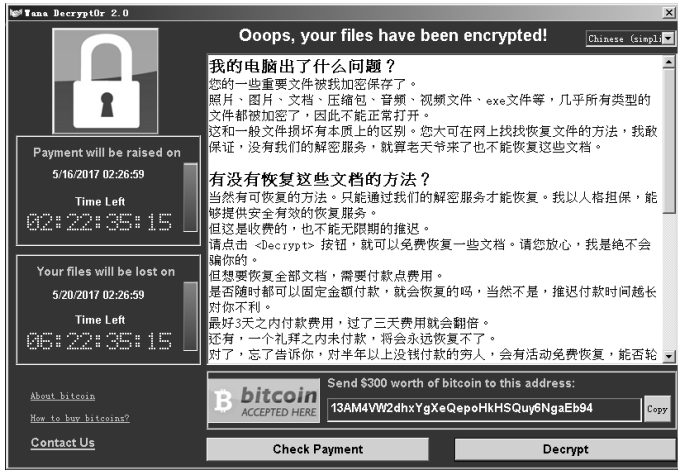 Wana Decrypt0r 2.0
Ooops, your files have been encrypted!
Chinese (simpli
Payment will be raised on
5/16/2017 02:26:59
Time Left
02:22:35:15
Your files will be lost on
5/20/2017 02:26:59
Time Left
06:22:35:15
About bitcoin
How to buy bitcoins?
Contact Us
我的电脑出了什么问题？
您的一些重要文件被我加密保存了。
照片、图片、文档、压缩包、音频、视频文件、exe文件等，几乎所有类型的
文件都被加密了，因此不能正常打开。
这和一般文件损坏有本质上的区别。您大可在网上找找恢复文件的方法，我敢
保证，没有我们的解密服务，就算老天爷来了也不能恢复这些文档。
有没有恢复这些文档的方法？
当然有可恢复的方法。只能通过我们的解密服务才能恢复。我以人格担保，能
够提供安全有效的恢复服务。
但这是收费的，也不能无限期的推迟。
请点击 <Decrypt> 按钮，就可以免费恢复一些文档。请您放心，我是绝不会
骗你的。
但想要恢复全部文档，需要付款点费用。
是否随时都可以固定金额付款，就会恢复的吗，当然不是，推迟付款时间越长
对你不利。
最好3天之内付款费用，过了三天费用就会翻倍。
还有，一个礼拜之内未付款，将会永远恢复不了。
对了，忘了告诉你，对半年以上没钱付款的穷人，会有活动免费恢复，能否轮
bitcoin
ACCEPTED HERE
Send $300 worth of bitcoin to this address:
13AM4VW2dhxYgXeQepoHkHSQuy6NgaEb94
Copy
Check Payment
Decrypt